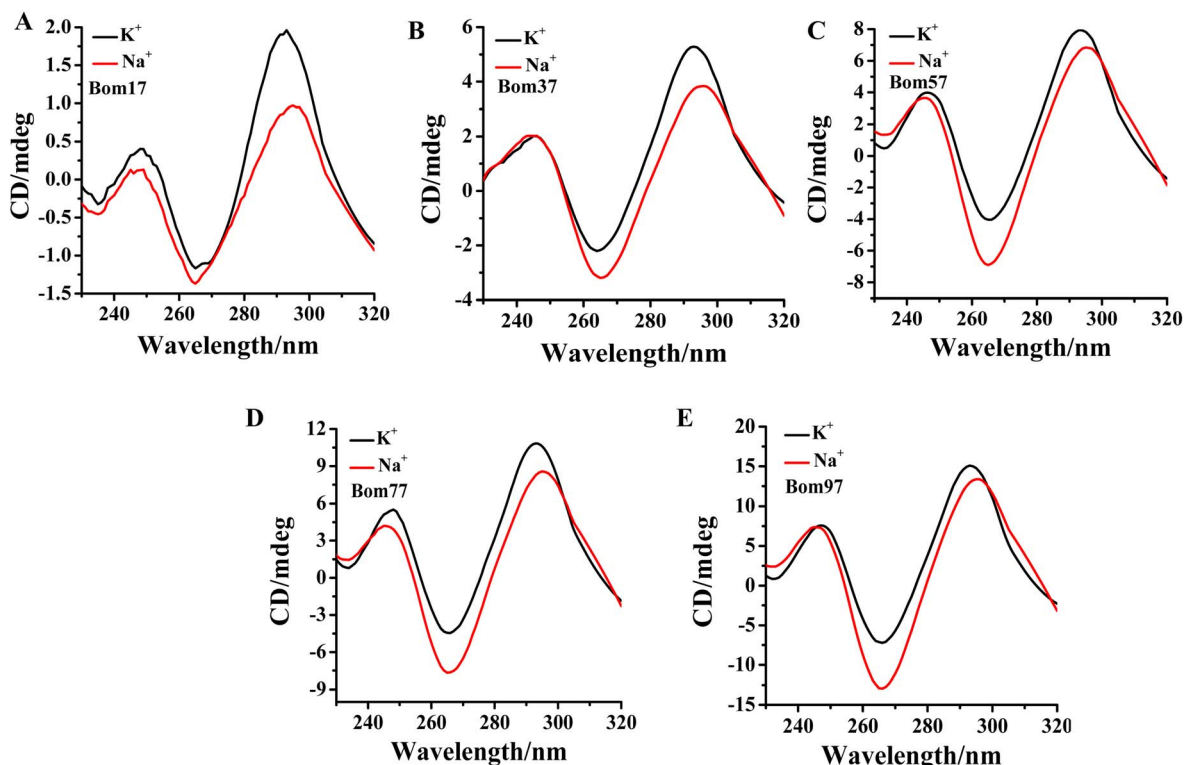 A
K⁺
Na⁺
Bom17
CD/mdeg
2.0
1.5
1.0
0.5
0.0
-0.5
-1.0
-1.5
240 260 280 300 320
Wavelength/nm
B
K⁺
Na⁺
Bom37
CD/mdeg
6
4
2
0
-2
-4
240 260 280 300 320
Wavelength/nm
C
K⁺
Na⁺
Bom57
CD/mdeg
8
6
4
2
0
-2
-4
-6
-8
240 260 280 300 320
Wavelength/nm
D
K⁺
Na⁺
Bom77
CD/mdeg
12
9
6
3
0
-3
-6
-9
240 260 280 300 320
Wavelength/nm
E
K⁺
Na⁺
Bom97
CD/mdeg
20
15
10
5
0
-5
-10
-15
240 260 280 300 320
Wavelength/nm